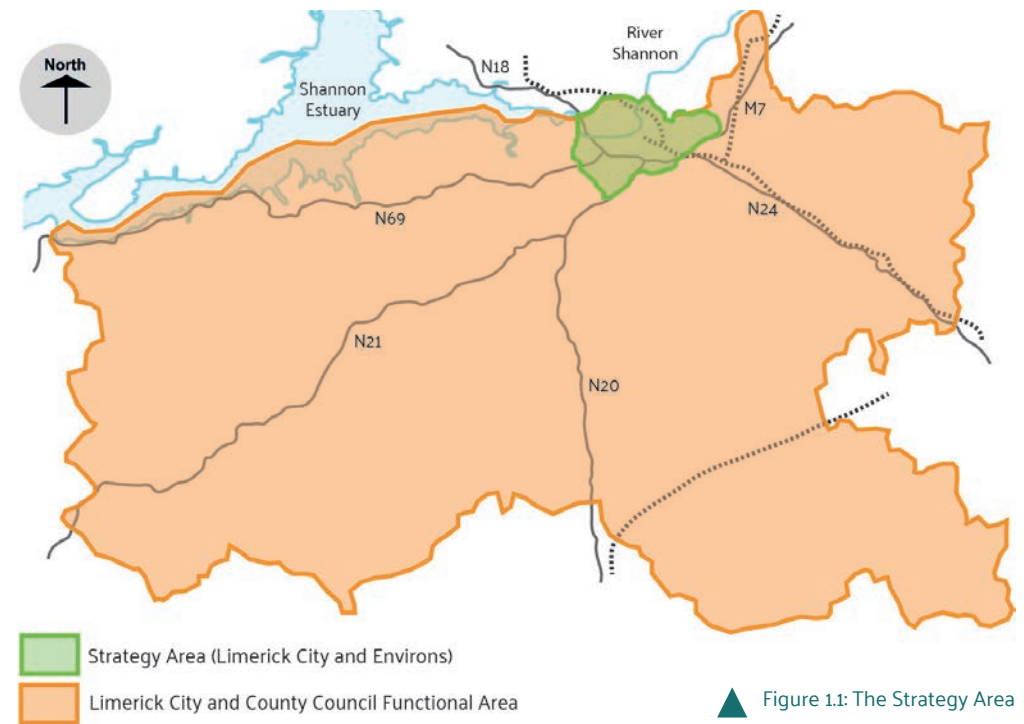 North
River
Shannon
N18
Shannon
Estuary
M7
N69
N24
N21
N20
Strategy Area (Limerick City and Environs)
Limerick City and County Council Functional Area
Figure 1.1: The Strategy Area